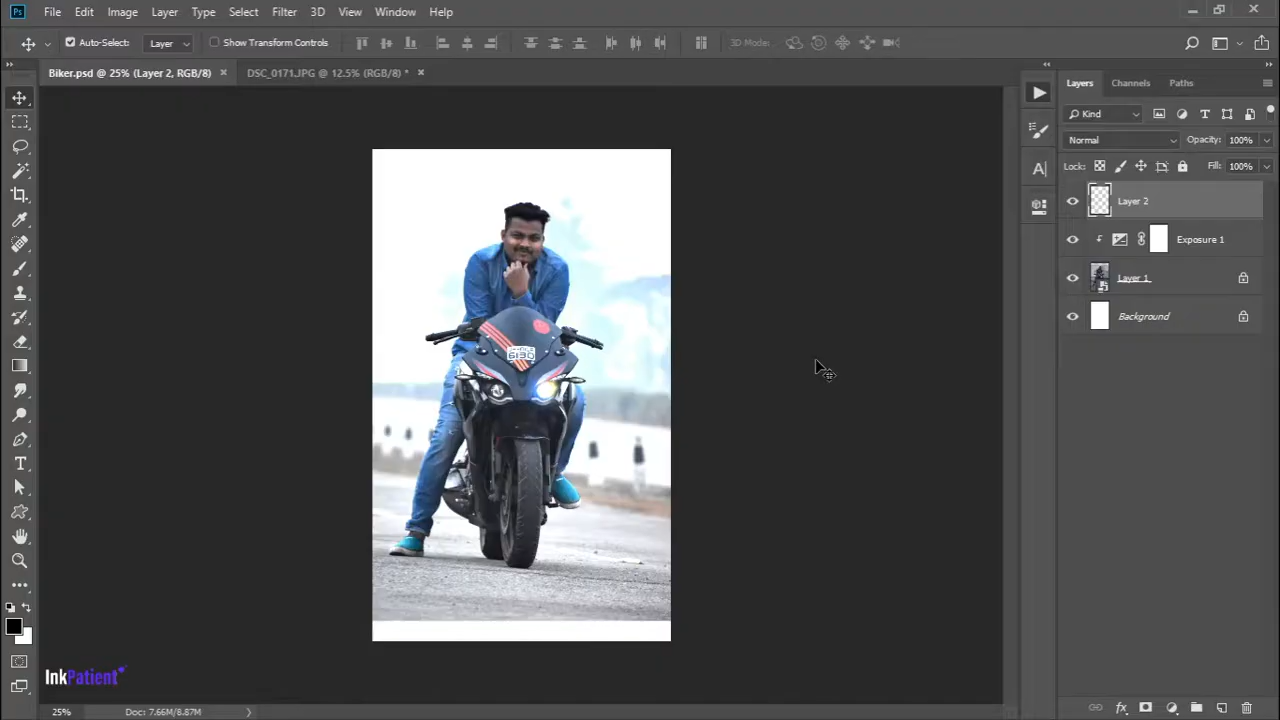 Ps File Edit Image Layer Type Select Filter 3D View Window Help
Auto-Select: Layer Show Transform Controls 3D Mode:
Biker.psd @ 25% (Layer 2, RGB/8) × DSC_0171.JPG @ 12.5% (RGB/8) * ×
Layers Channels Paths
Kind
Normal Opacity: 100%
Lock: Fill: 100%
Layer 2
Exposure 1
Layer 1
Background
6190
InkPatient
25% Doc: 7.66M/8.87M